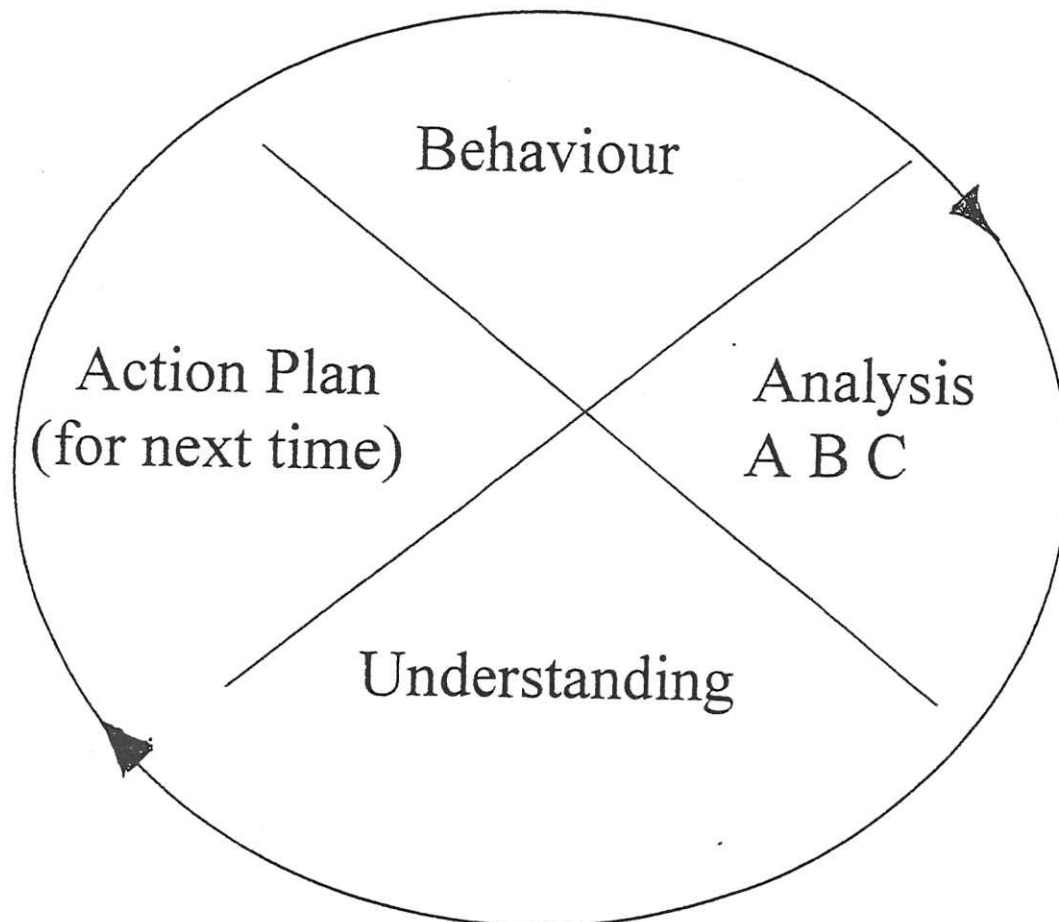 Behaviour
Analysis
A B C
Understanding
Action Plan
(for next time)